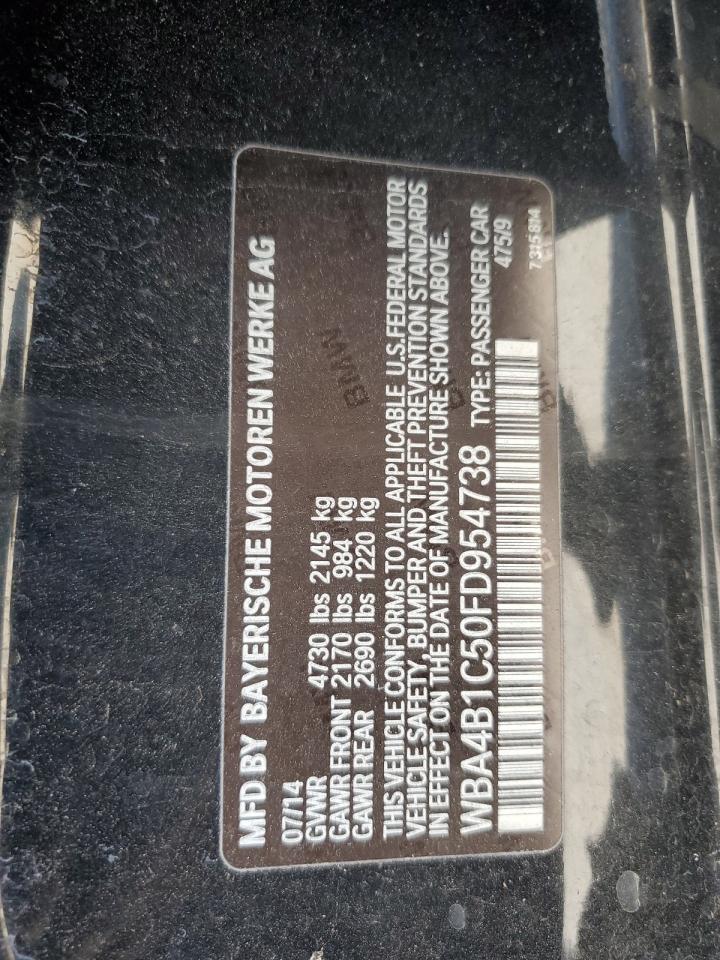 MFD BY BAYERISCHE MOTOREN WERKE AG
07/14
GVWR 4730 lbs 2145 kg
GAWR FRONT 2170 lbs 984 kg
GAWR REAR 2690 lbs 1220 kg
THIS VEHICLE CONFORMS TO ALL APPLICABLE U.S.FEDERAL MOTOR
VEHICLE SAFETY, BUMPER AND THEFT PREVENTION STANDARDS
IN EFFECT ON THE DATE OF MANUFACTURE SHOWN ABOVE.
WBA4B1C50FD954738 TYPE: PASSENGER CAR
475/9
BMW